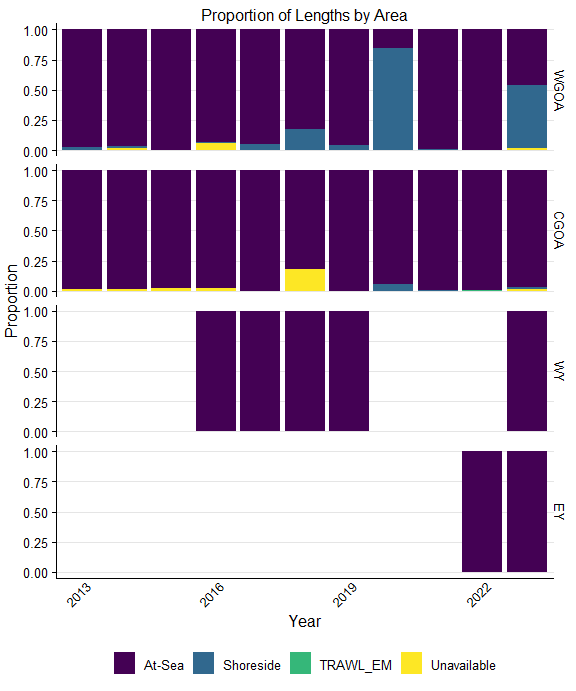 Proportion of Lengths by Area
1.00
0.75
0.50
0.25
0.00
WGOA
1.00
0.75
0.50
0.25
0.00
CGOA
Proportion
1.00
0.75
0.50
0.25
0.00
WY
1.00
0.75
0.50
0.25
0.00
EY
2013 2016 2019 2022
Year
At-Sea Shoreside TRAWL_EM Unavailable